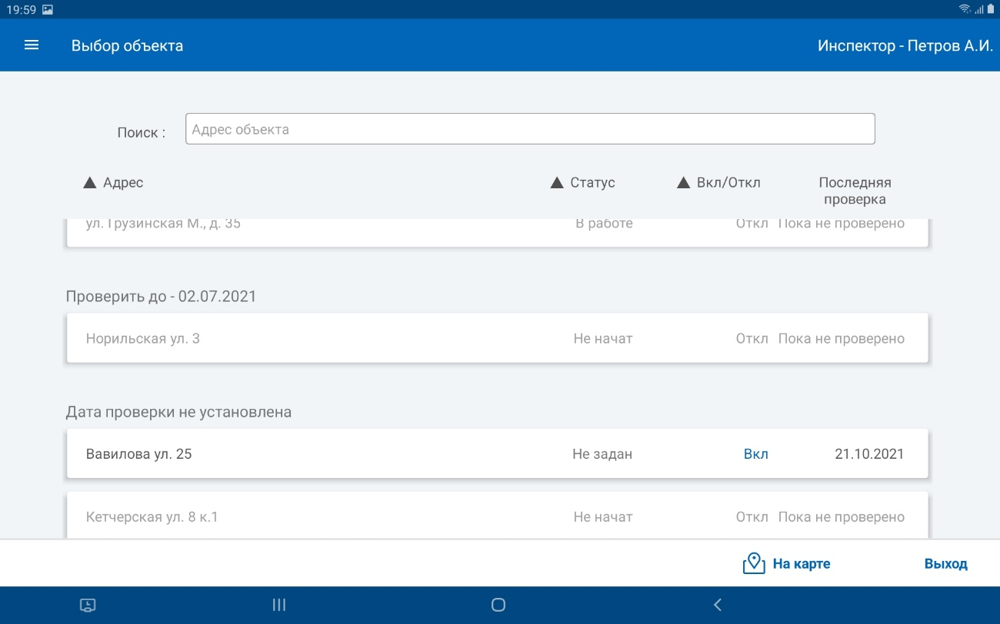 19:59
Выбор объекта
Инспектор - Петров А.И.
Поиск :
Адрес объекта
Адрес
Статус
Вкл/Откл
Последняя
проверка
ул. Грузинская М., д. 35
В работе
Откл
Пока не проверено
Проверить до - 02.07.2021
Норильская ул. 3
Не начат
Откл
Пока не проверено
Дата проверки не установлена
Вавилова ул. 25
Не задан
Вкл
21.10.2021
Кетчерская ул. 8 к.1
Не начат
Откл
Пока не проверено
На карте
Выход